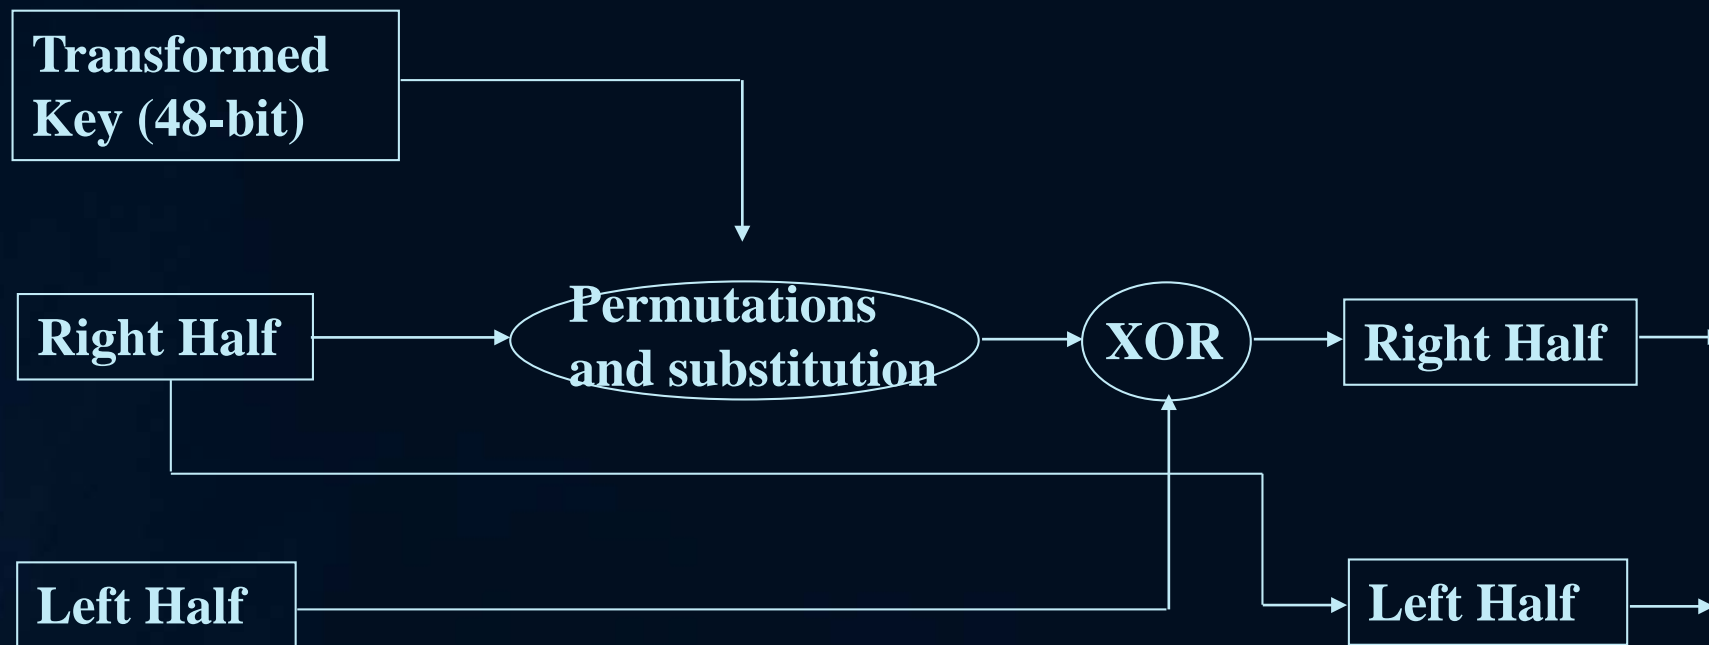 Transformed
Key (48-bit)
Right Half
Permutations
and substitution
XOR
Right Half
Left Half
Left Half